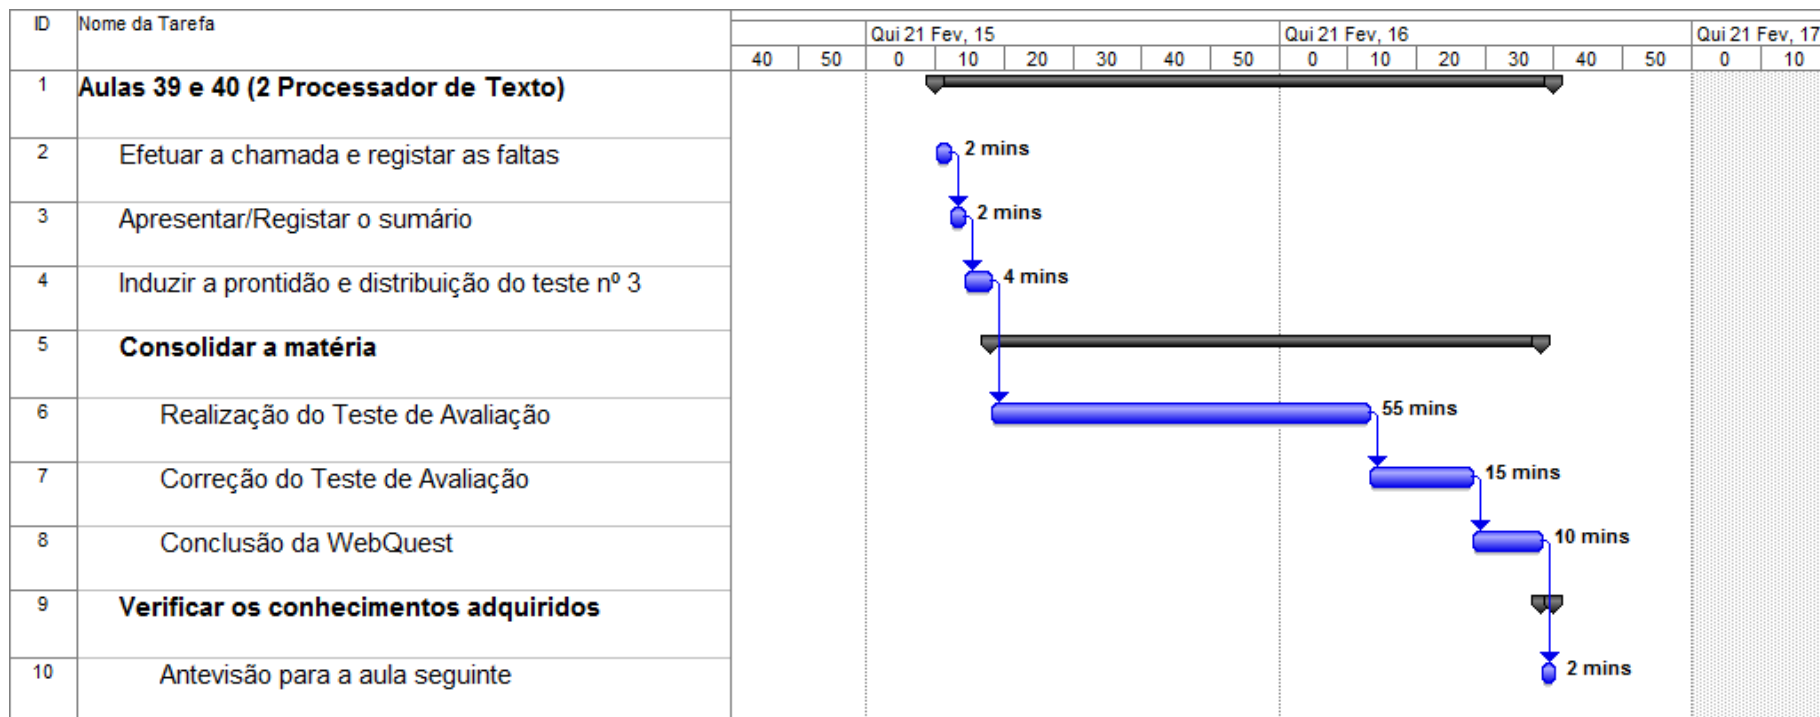 ID Nome da Tarefa
Qui 21 Fev, 15 Qui 21 Fev, 16 Qui 21 Fev, 17
40 50 0 10 20 30 40 50 0 10 20 30 40 50 0 10
1 Aulas 39 e 40 (2 Processador de Texto)
2 Efetuar a chamada e registar as faltas 2 mins
3 Apresentar/Registar o sumário 2 mins
4 Induzir a prontidão e distribuição do teste nº 3 4 mins
5 Consolidar a matéria
6 Realização do Teste de Avaliação 55 mins
7 Correção do Teste de Avaliação 15 mins
8 Conclusão da WebQuest 10 mins
9 Verificar os conhecimentos adquiridos
10 Antevisão para a aula seguinte 2 mins